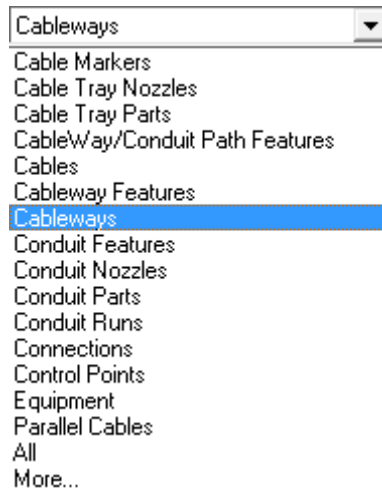 Cableways
Cable Markers
Cable Tray Nozzles
Cable Tray Parts
CableWay/Conduit Path Features
Cables
Cableway Features
Cableways
Conduit Features
Conduit Nozzles
Conduit Parts
Conduit Runs
Connections
Control Points
Equipment
Parallel Cables
All
More...